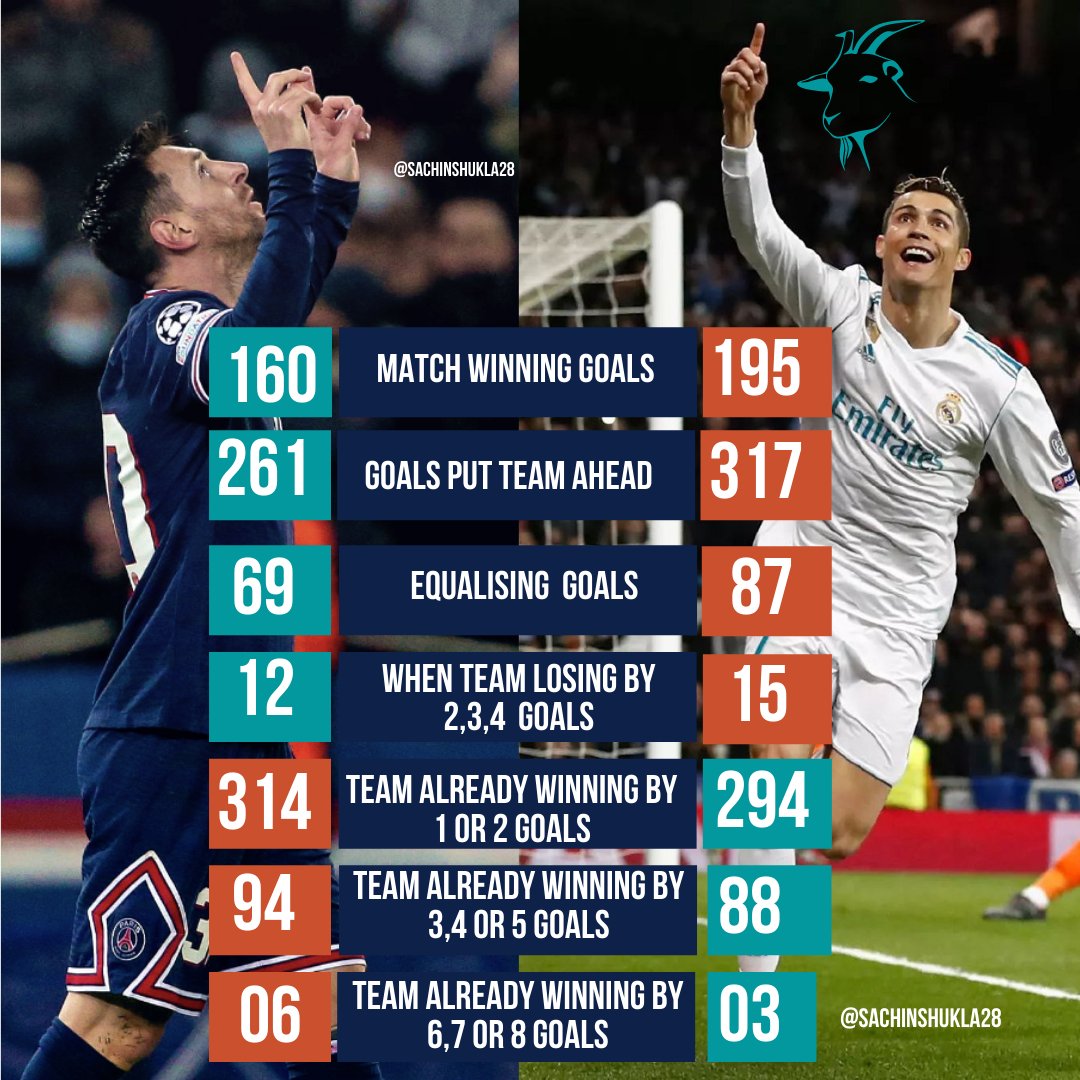 @SACHINSHUKLA28
160 MATCH WINNING GOALS 195
261 GOALS PUT TEAM AHEAD 317
69 EQUALISING GOALS 87
12 WHEN TEAM LOSING BY 15
2,3,4 GOALS
314 TEAM ALREADY WINNING BY 294
1 OR 2 GOALS
94 TEAM ALREADY WINNING BY 88
3,4 OR 5 GOALS
06 TEAM ALREADY WINNING BY 03
6,7 OR 8 GOALS
@SACHINSHUKLA28
Fly
Emirates
PARIS